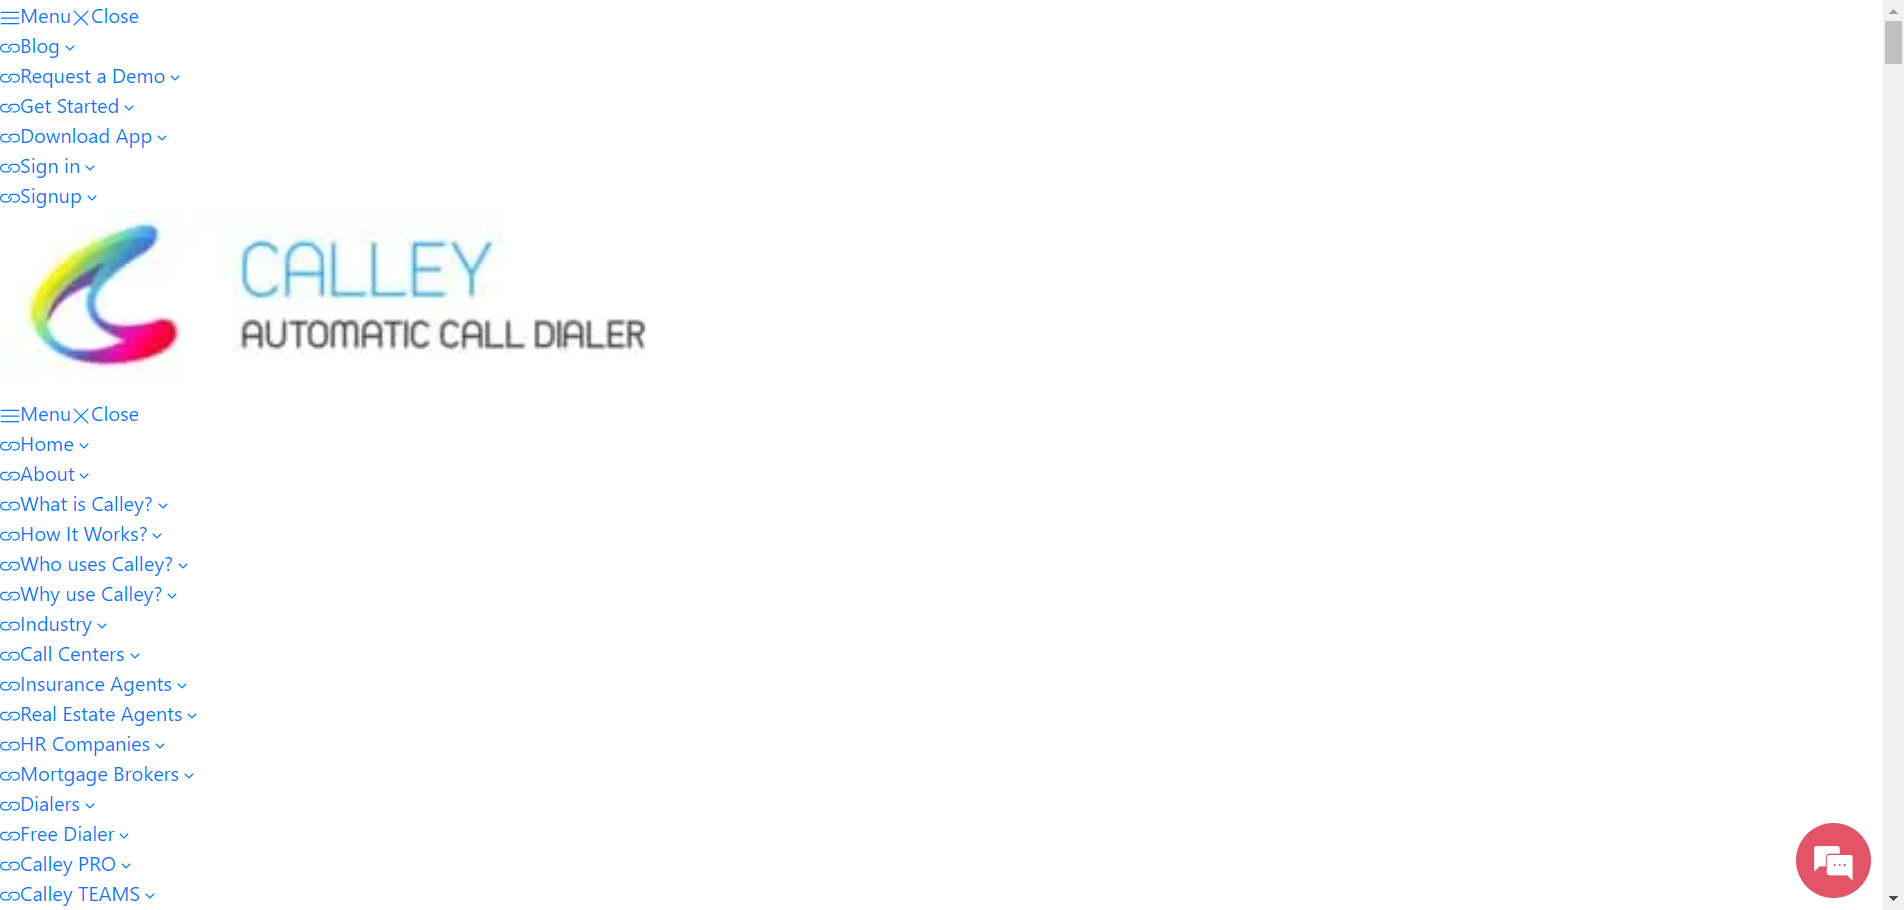 Menu Close
Blog
Request a Demo
Get Started
Download App
Sign in
Signup
CALLEY
AUTOMATIC CALL DIALER
Menu Close
Home
About
What is Calley?
How It Works?
Who uses Calley?
Why use Calley?
Industry
Call Centers
Insurance Agents
Real Estate Agents
HR Companies
Mortgage Brokers
Dialers
Free Dialer
Calley PRO
Calley TEAMS